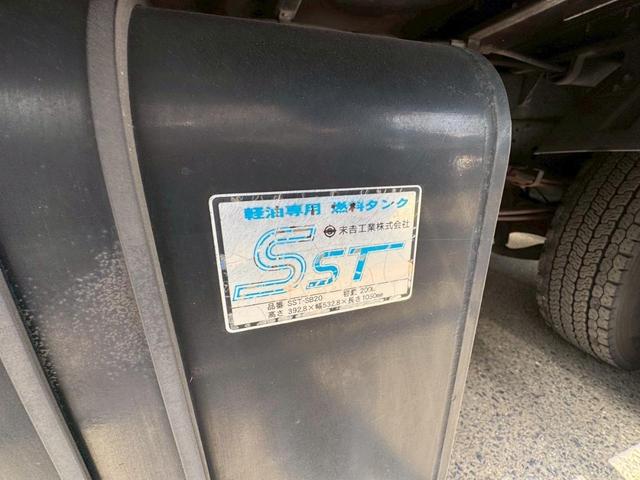 軽油専用 燃料タンク
末吉工業株式会社
SST
品番 SST-SB20 容量 200L
高さ 392.8×幅532.8×長さ1050㎜